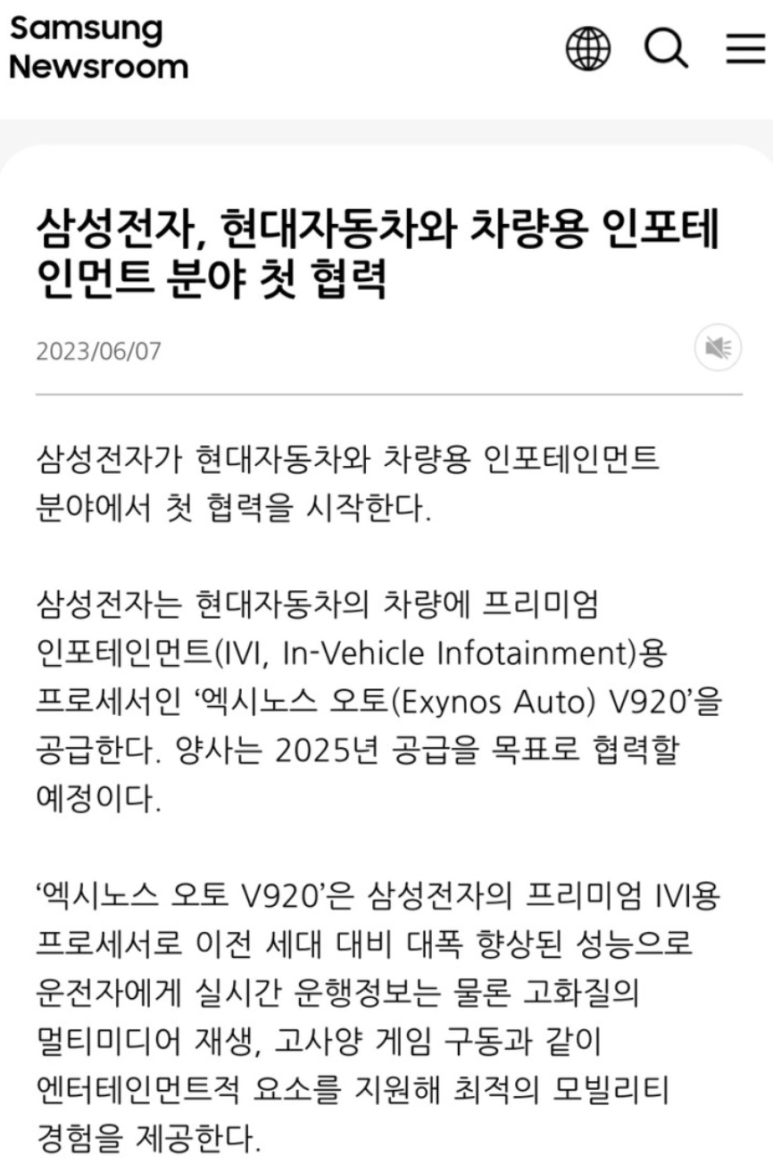 Samsung
Newsroom
삼성전자, 현대자동차와 차량용 인포테
인먼트 분야 첫 협력
2023/06/07
삼성전자가 현대자동차와 차량용 인포테인먼트
분야에서 첫 협력을 시작한다.
삼성전자는 현대자동차의 차량에 프리미엄
인포테인먼트(IVI, In-Vehicle Infotainment)용
프로세서인 ‘엑시노스 오토(Exynos Auto) V920’을
공급한다. 양사는 2025년 공급을 목표로 협력할
예정이다.
‘엑시노스 오토 V920’은 삼성전자의 프리미엄 IVI용
프로세서로 이전 세대 대비 대폭 향상된 성능으로
운전자에게 실시간 운행정보는 물론 고화질의
멀티미디어 재생, 고사양 게임 구동과 같이
엔터테인먼트적 요소를 지원해 최적의 모빌리티
경험을 제공한다.